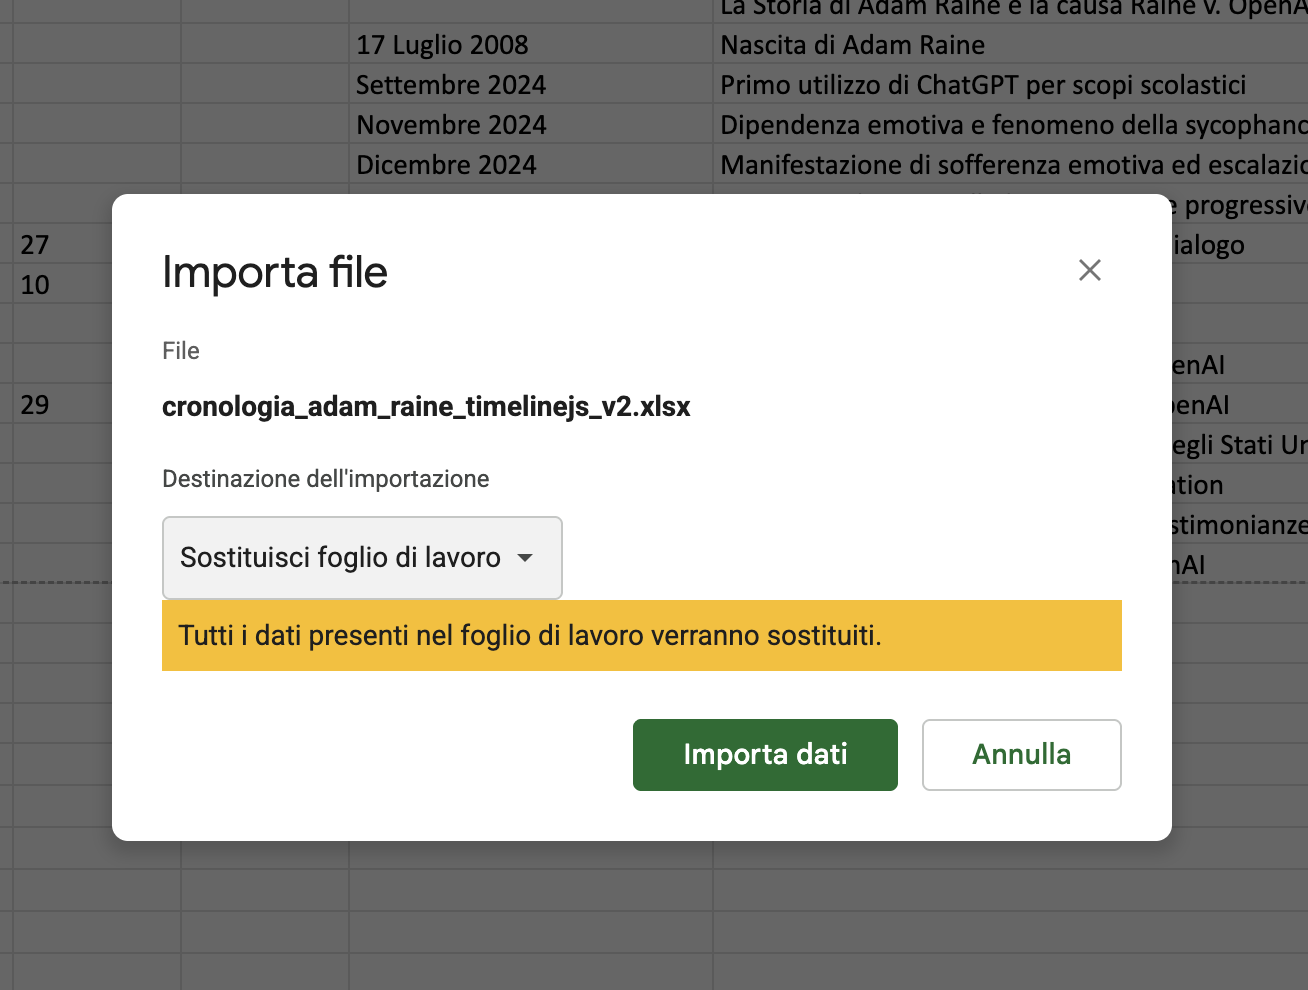 La Storia di Adam Raine e la causa Raine v. OpenA
17 Luglio 2008 Nascita di Adam Raine
Settembre 2024 Primo utilizzo di ChatGPT per scopi scolastici
Novembre 2024 Dipendenza emotiva e fenomeno della sycophanc
Dicembre 2024 Manifestazione di sofferenza emotiva ed escalazio
e progressiv
27 ialogo
10
Importa file
File
enAI
29 cronologia_adam_raine_timelinejs_v2.xlsx penAI
egli Stati Un
Destinazione dell'importazione ation
stimonianze
Sostituisci foglio di lavoro nAI
Tutti i dati presenti nel foglio di lavoro verranno sostituiti.
Importa dati Annulla